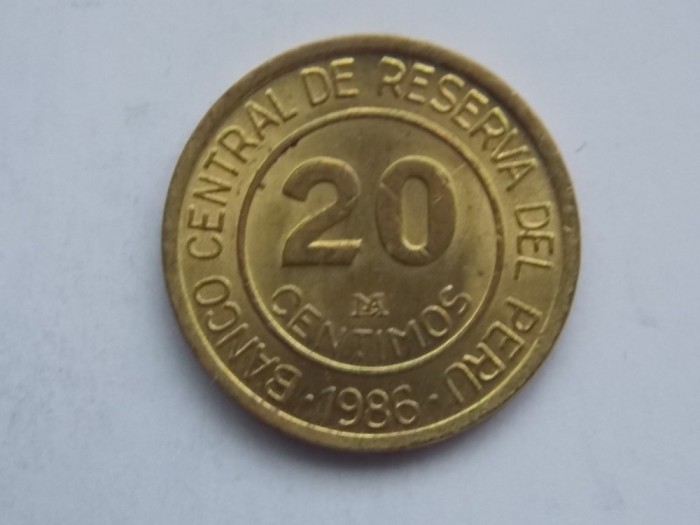 BANCO CENTRAL DE RESERVA DEL PERU
20
CENTIMOS
· 1986 ·